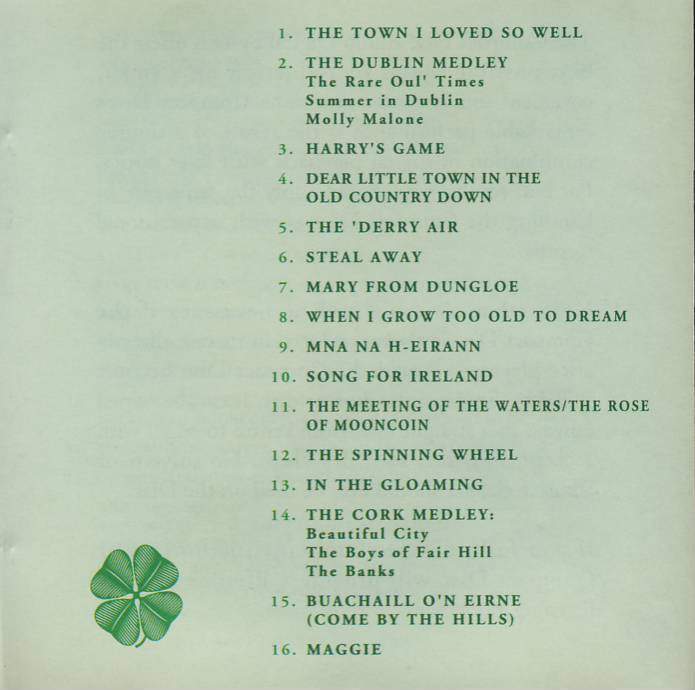 1. THE TOWN I LOVED SO WELL
2. THE DUBLIN MEDLEY
The Rare Oul' Times
Summer in Dublin
Molly Malone
3. HARRY'S GAME
4. DEAR LITTLE TOWN IN THE
OLD COUNTRY DOWN
5. THE 'DERRY AIR
6. STEAL AWAY
7. MARY FROM DUNGLOE
8. WHEN I GROW TOO OLD TO DREAM
9. MNA NA H-EIRANN
10. SONG FOR IRELAND
11. THE MEETING OF THE WATERS/THE ROSE
OF MOONCOIN
12. THE SPINNING WHEEL
13. IN THE GLOAMING
14. THE CORK MEDLEY:
Beautiful City
The Boys of Fair Hill
The Banks
15. BUACHAILL O'N EIRNE
(COME BY THE HILLS)
16. MAGGIE